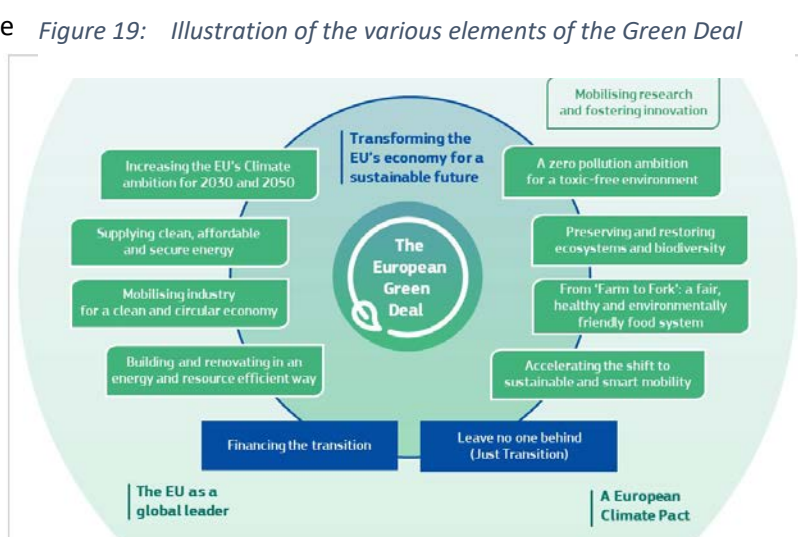 e
Figure 19: Illustration of the various elements of the Green Deal
Mobilising research
and fostering innovation
Transforming the
EU's economy for a
sustainable future
Increasing the EU's Climate
ambition for 2030 and 2050
A zero pollution ambition
for a toxic-free environment
Supplying clean, affordable
and secure energy
Preserving and restoring
ecosystems and biodiversity
The
European
Green
Deal
Mobilising industry
for a clean and circular economy
From 'Farm to Fork': a fair,
healthy and environmentally
friendly food system
Building and renovating in an
energy and resource efficient way
Accelerating the shift to
sustainable and smart mobility
Financing the transition
Leave no one behind
(Just Transition)
The EU as a
global leader
A European
Climate Pact